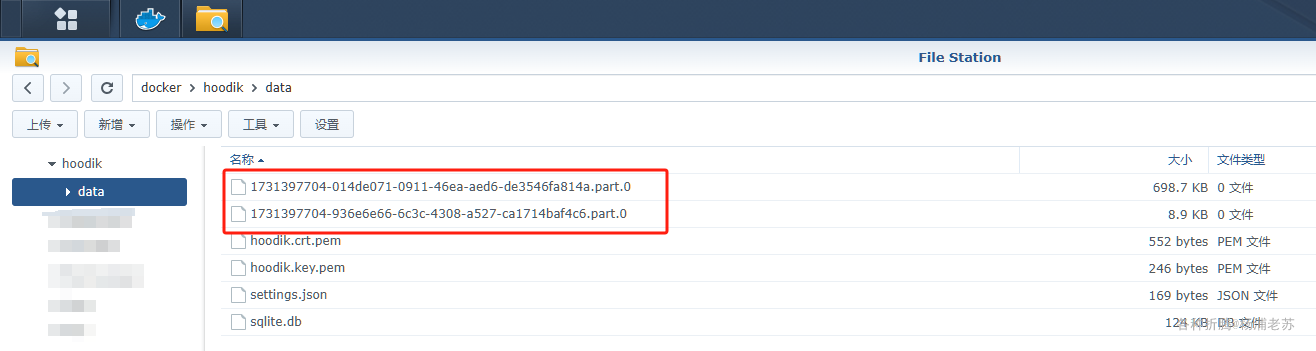 File Station
docker > hoodik > data
上传 新增 操作 工具 设置
hoodik
data
名称 大小 文件类型
1731397704-014de071-0911-46ea-aed6-de3546fa814a.part.0 698.7 KB 0 文件
1731397704-936e6e66-6c3c-4308-a527-ca1714baf4c6.part.0 8.9 KB 0 文件
hoodik.crt.pem 552 bytes PEM 文件
hoodik.key.pem 246 bytes PEM 文件
settings.json 169 bytes JSON 文件
sqlite.db 124 KB DB 文件